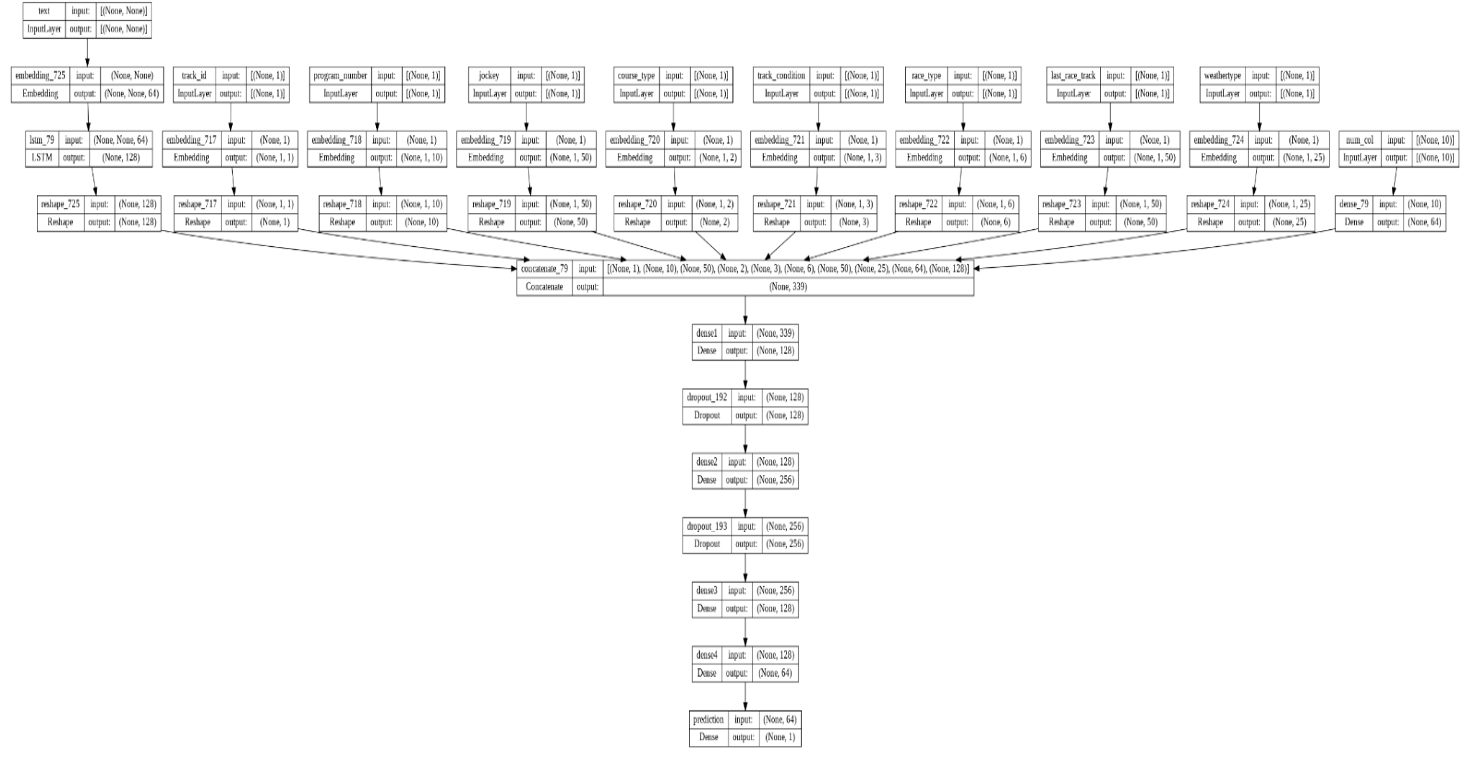 text input: [(None, None)]
InputLayer output: [(None, None)]
embedding_725 input: (None, None)
Embedding output: (None, None, 64)
track_id input: [(None, 1)]
InputLayer output: [(None, 1)]
program_number input: [(None, 1)]
InputLayer output: [(None, 1)]
jockey input: [(None, 1)]
InputLayer output: [(None, 1)]
course_type input: [(None, 1)]
InputLayer output: [(None, 1)]
track_condition input: [(None, 1)]
InputLayer output: [(None, 1)]
race_type input: [(None, 1)]
InputLayer output: [(None, 1)]
last_race_track input: [(None, 1)]
InputLayer output: [(None, 1)]
weathertype input: [(None, 1)]
InputLayer output: [(None, 1)]
lstm_79 input: (None, None, 64)
LSTM output: (None, 128)
embedding_717 input: (None, 1)
Embedding output: (None, 1, 1)
embedding_718 input: (None, 1)
Embedding output: (None, 1, 10)
embedding_719 input: (None, 1)
Embedding output: (None, 1, 50)
embedding_720 input: (None, 1)
Embedding output: (None, 1, 2)
embedding_721 input: (None, 1)
Embedding output: (None, 1, 3)
embedding_722 input: (None, 1)
Embedding output: (None, 1, 6)
embedding_723 input: (None, 1)
Embedding output: (None, 1, 50)
embedding_724 input: (None, 1)
Embedding output: (None, 1, 25)
num_col input: [(None, 10)]
InputLayer output: [(None, 10)]
reshape_725 input: (None, 128)
Reshape output: (None, 128)
reshape_717 input: (None, 1, 1)
Reshape output: (None, 1)
reshape_718 input: (None, 1, 10)
Reshape output: (None, 10)
reshape_719 input: (None, 1, 50)
Reshape output: (None, 50)
reshape_720 input: (None, 1, 2)
Reshape output: (None, 2)
reshape_721 input: (None, 1, 3)
Reshape output: (None, 3)
reshape_722 input: (None, 1, 6)
Reshape output: (None, 6)
reshape_723 input: (None, 1, 50)
Reshape output: (None, 50)
reshape_724 input: (None, 1, 25)
Reshape output: (None, 25)
dense_79 input: (None, 10)
Dense output: (None, 64)
concatenate_79 input: [(None, 1), (None, 10), (None, 50), (None, 2), (None, 3), (None, 6), (None, 50), (None, 25), (None, 64), (None, 128)]
Concatenate output: (None, 339)
dense1 input: (None, 339)
Dense output: (None, 128)
dropout_192 input: (None, 128)
Dropout output: (None, 128)
dense2 input: (None, 128)
Dense output: (None, 256)
dropout_193 input: (None, 256)
Dropout output: (None, 256)
dense3 input: (None, 256)
Dense output: (None, 128)
dense4 input: (None, 128)
Dense output: (None, 64)
prediction input: (None, 64)
Dense output: (None, 1)